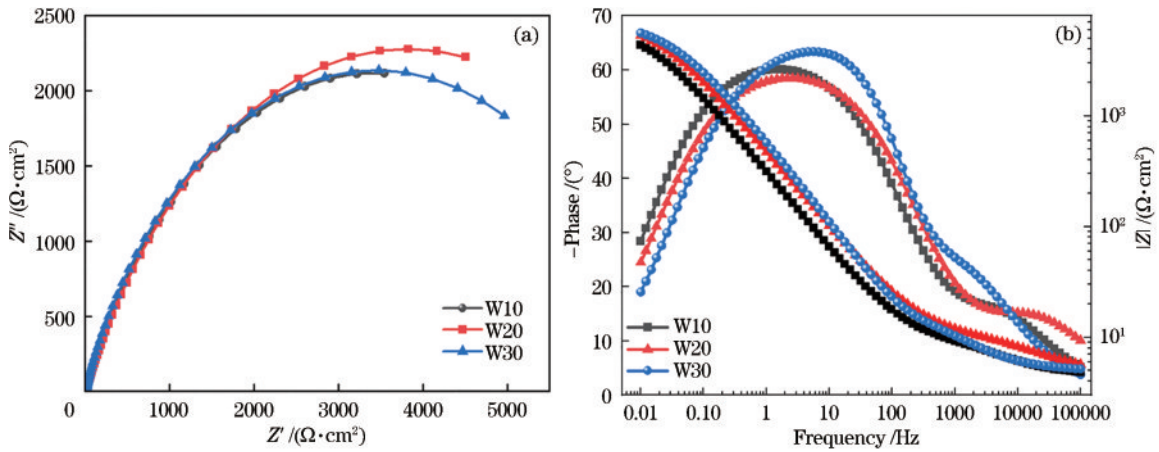 (a)
2500
2000
1500
1000
500
0
1000
2000
3000
4000
5000
Z″ /(Ω·cm²)
Z′ /(Ω·cm²)
W10
W20
W30
(b)
70
60
50
40
30
20
10
0
−Phase /(°)
0.01
0.10
1
10
100
1000
10000
100000
Frequency /Hz
10³
10²
10¹
|Z| /(Ω·cm²)
W10
W20
W30